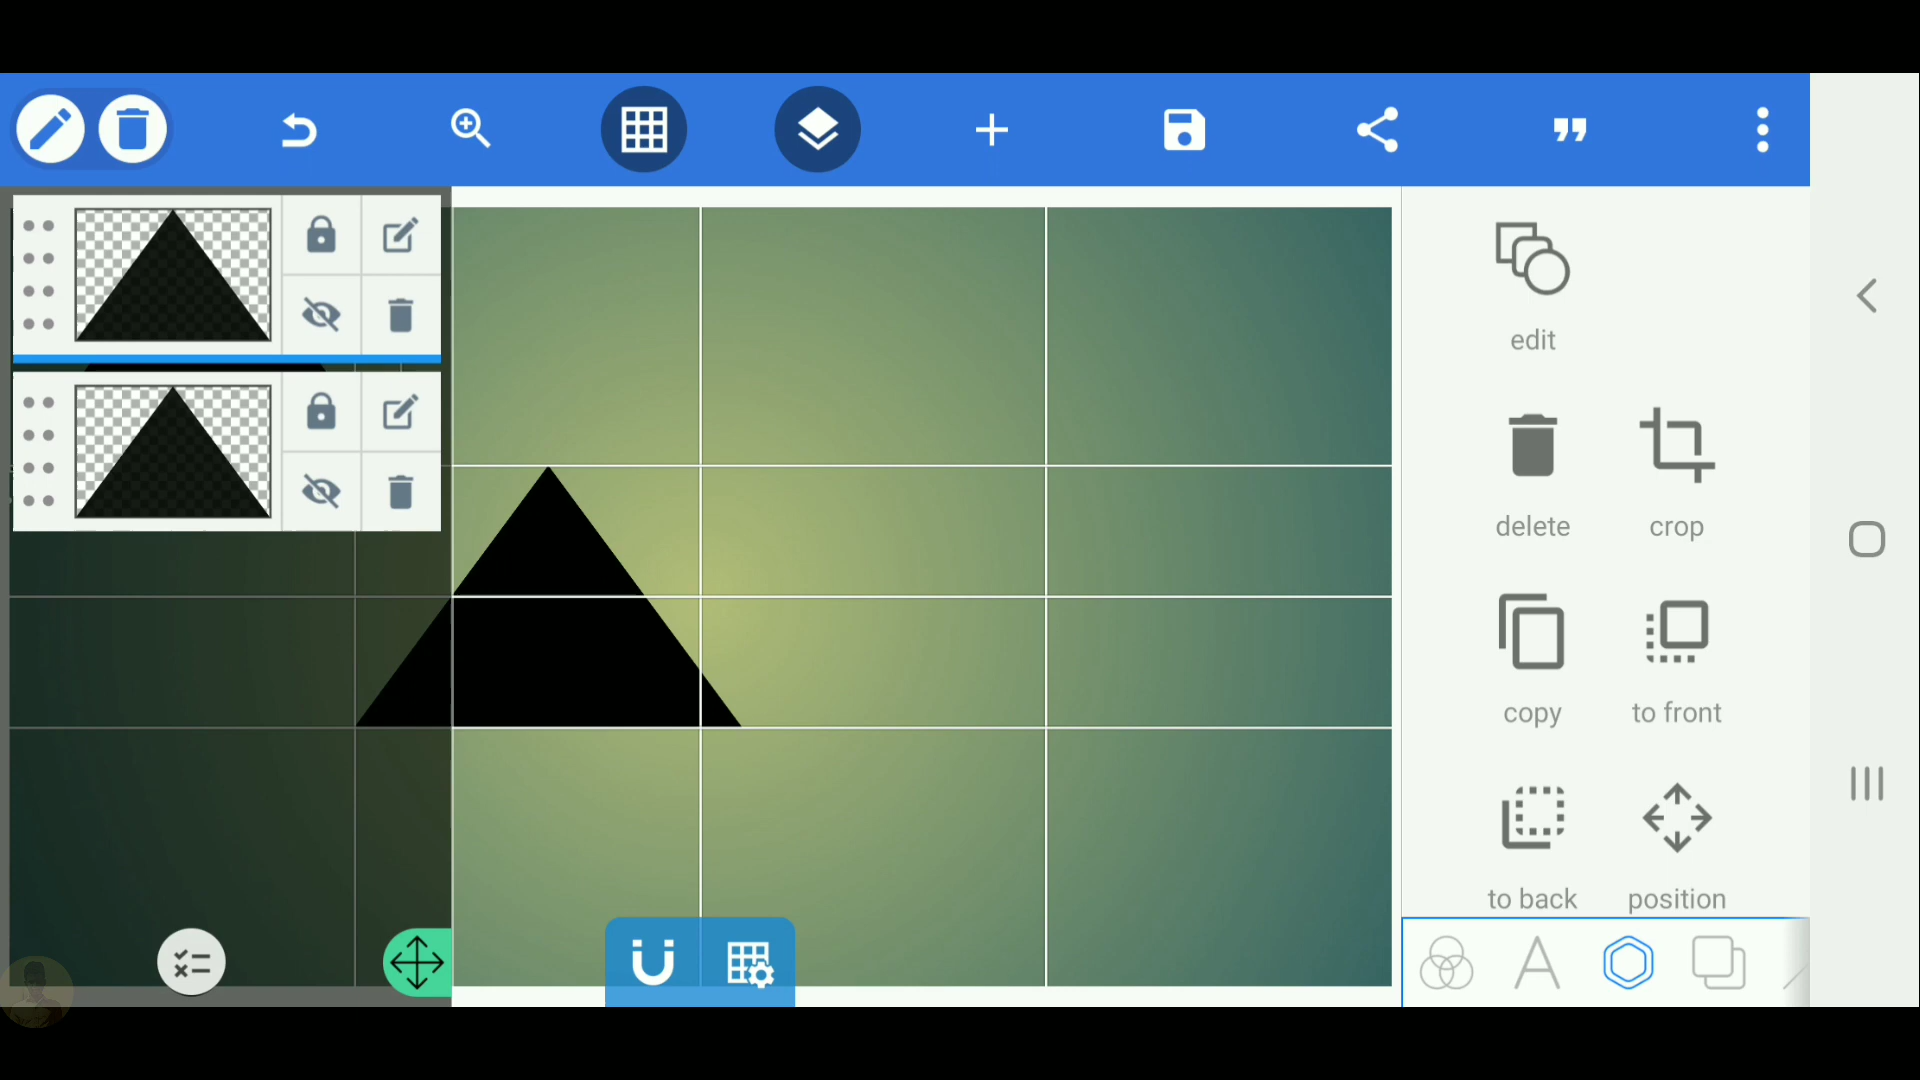 edit
delete
crop
copy
to front
to back
position